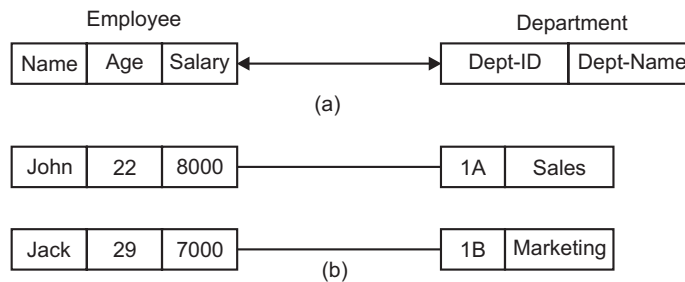 Employee Department
Name Age Salary Dept-ID Dept-Name
(a)
John 22 8000 1A Sales
Jack 29 7000 1B Marketing
(b)